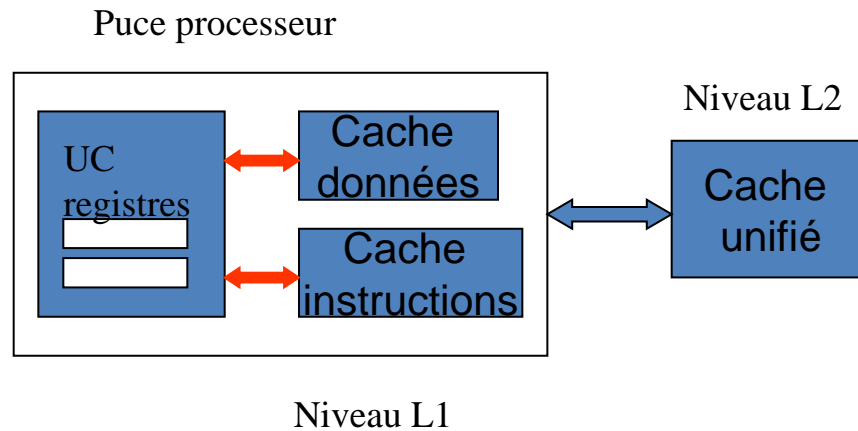 Puce processeur
Niveau L2
UC
registres
Cache
données
Cache
instructions
Cache
unifié
Niveau L1